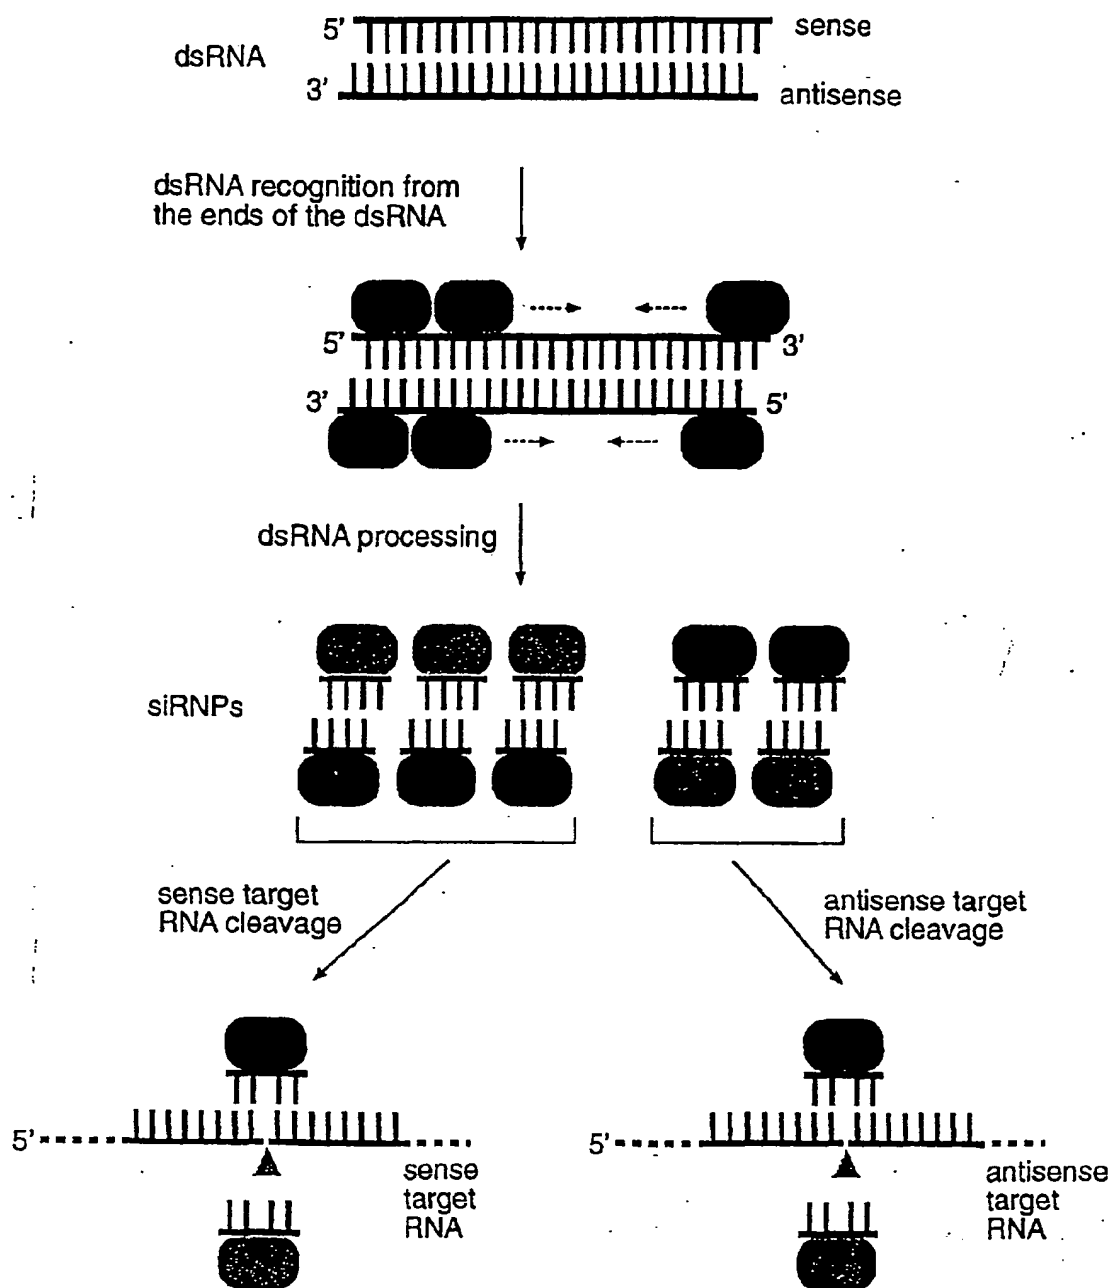 5' sense
dsRNA
3' antisense
dsRNA recognition from
the ends of the dsRNA
5' 3'
3' 5'
dsRNA processing
siRNPs
sense target
RNA cleavage
antisense target
RNA cleavage
5'
sense
target
RNA
5'
antisense
target
RNA